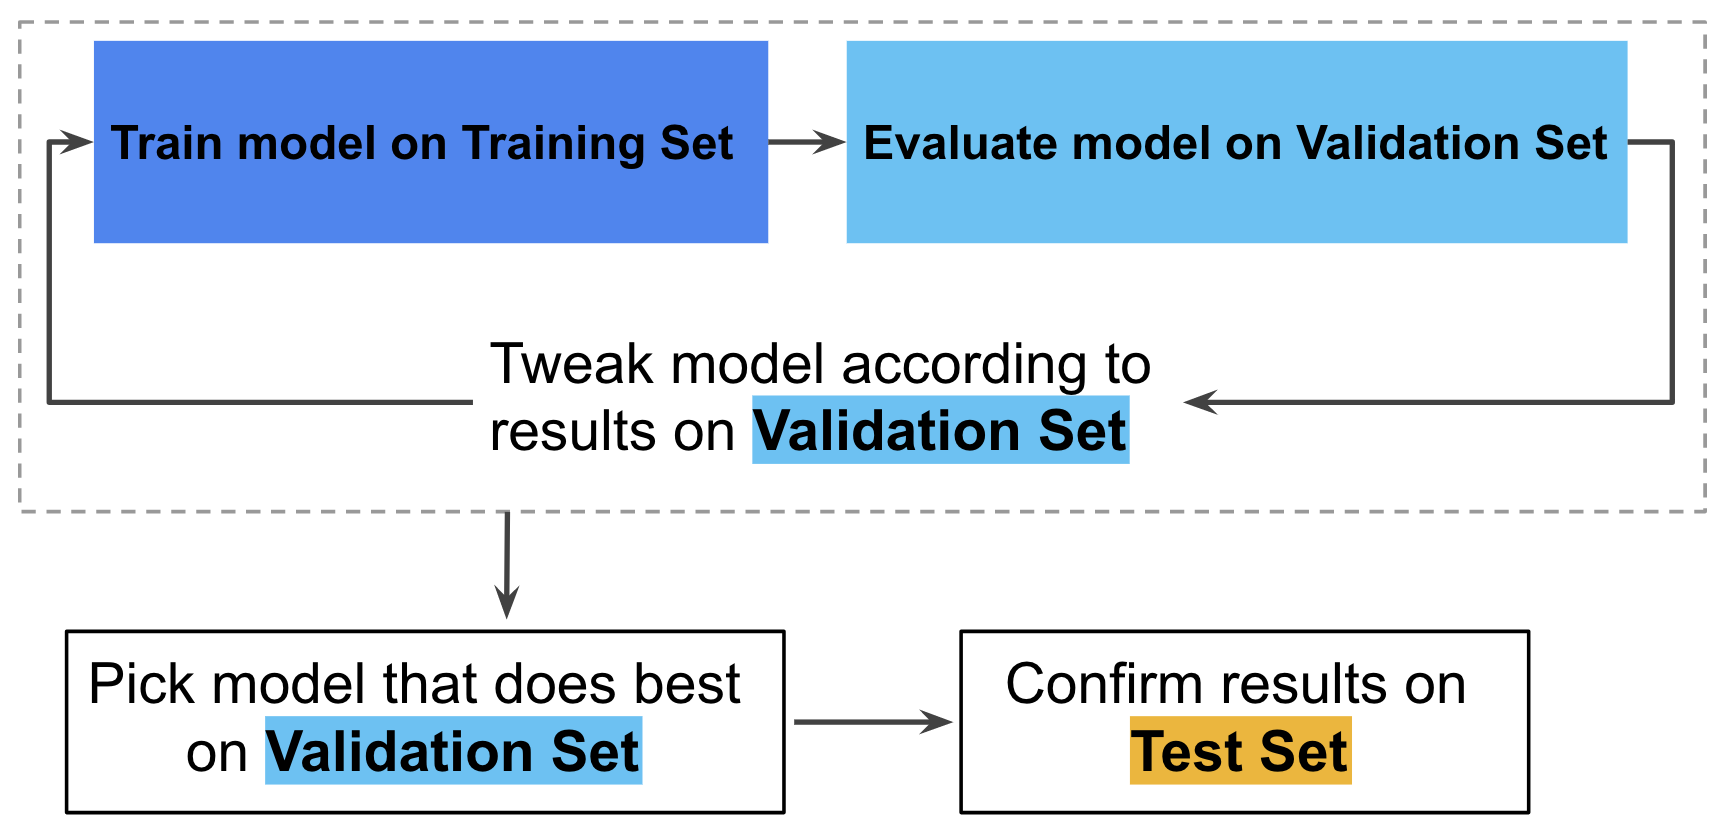 Train model on Training Set
Evaluate model on Validation Set
Tweak model according to
results on Validation Set
Pick model that does best
on Validation Set
Confirm results on
Test Set